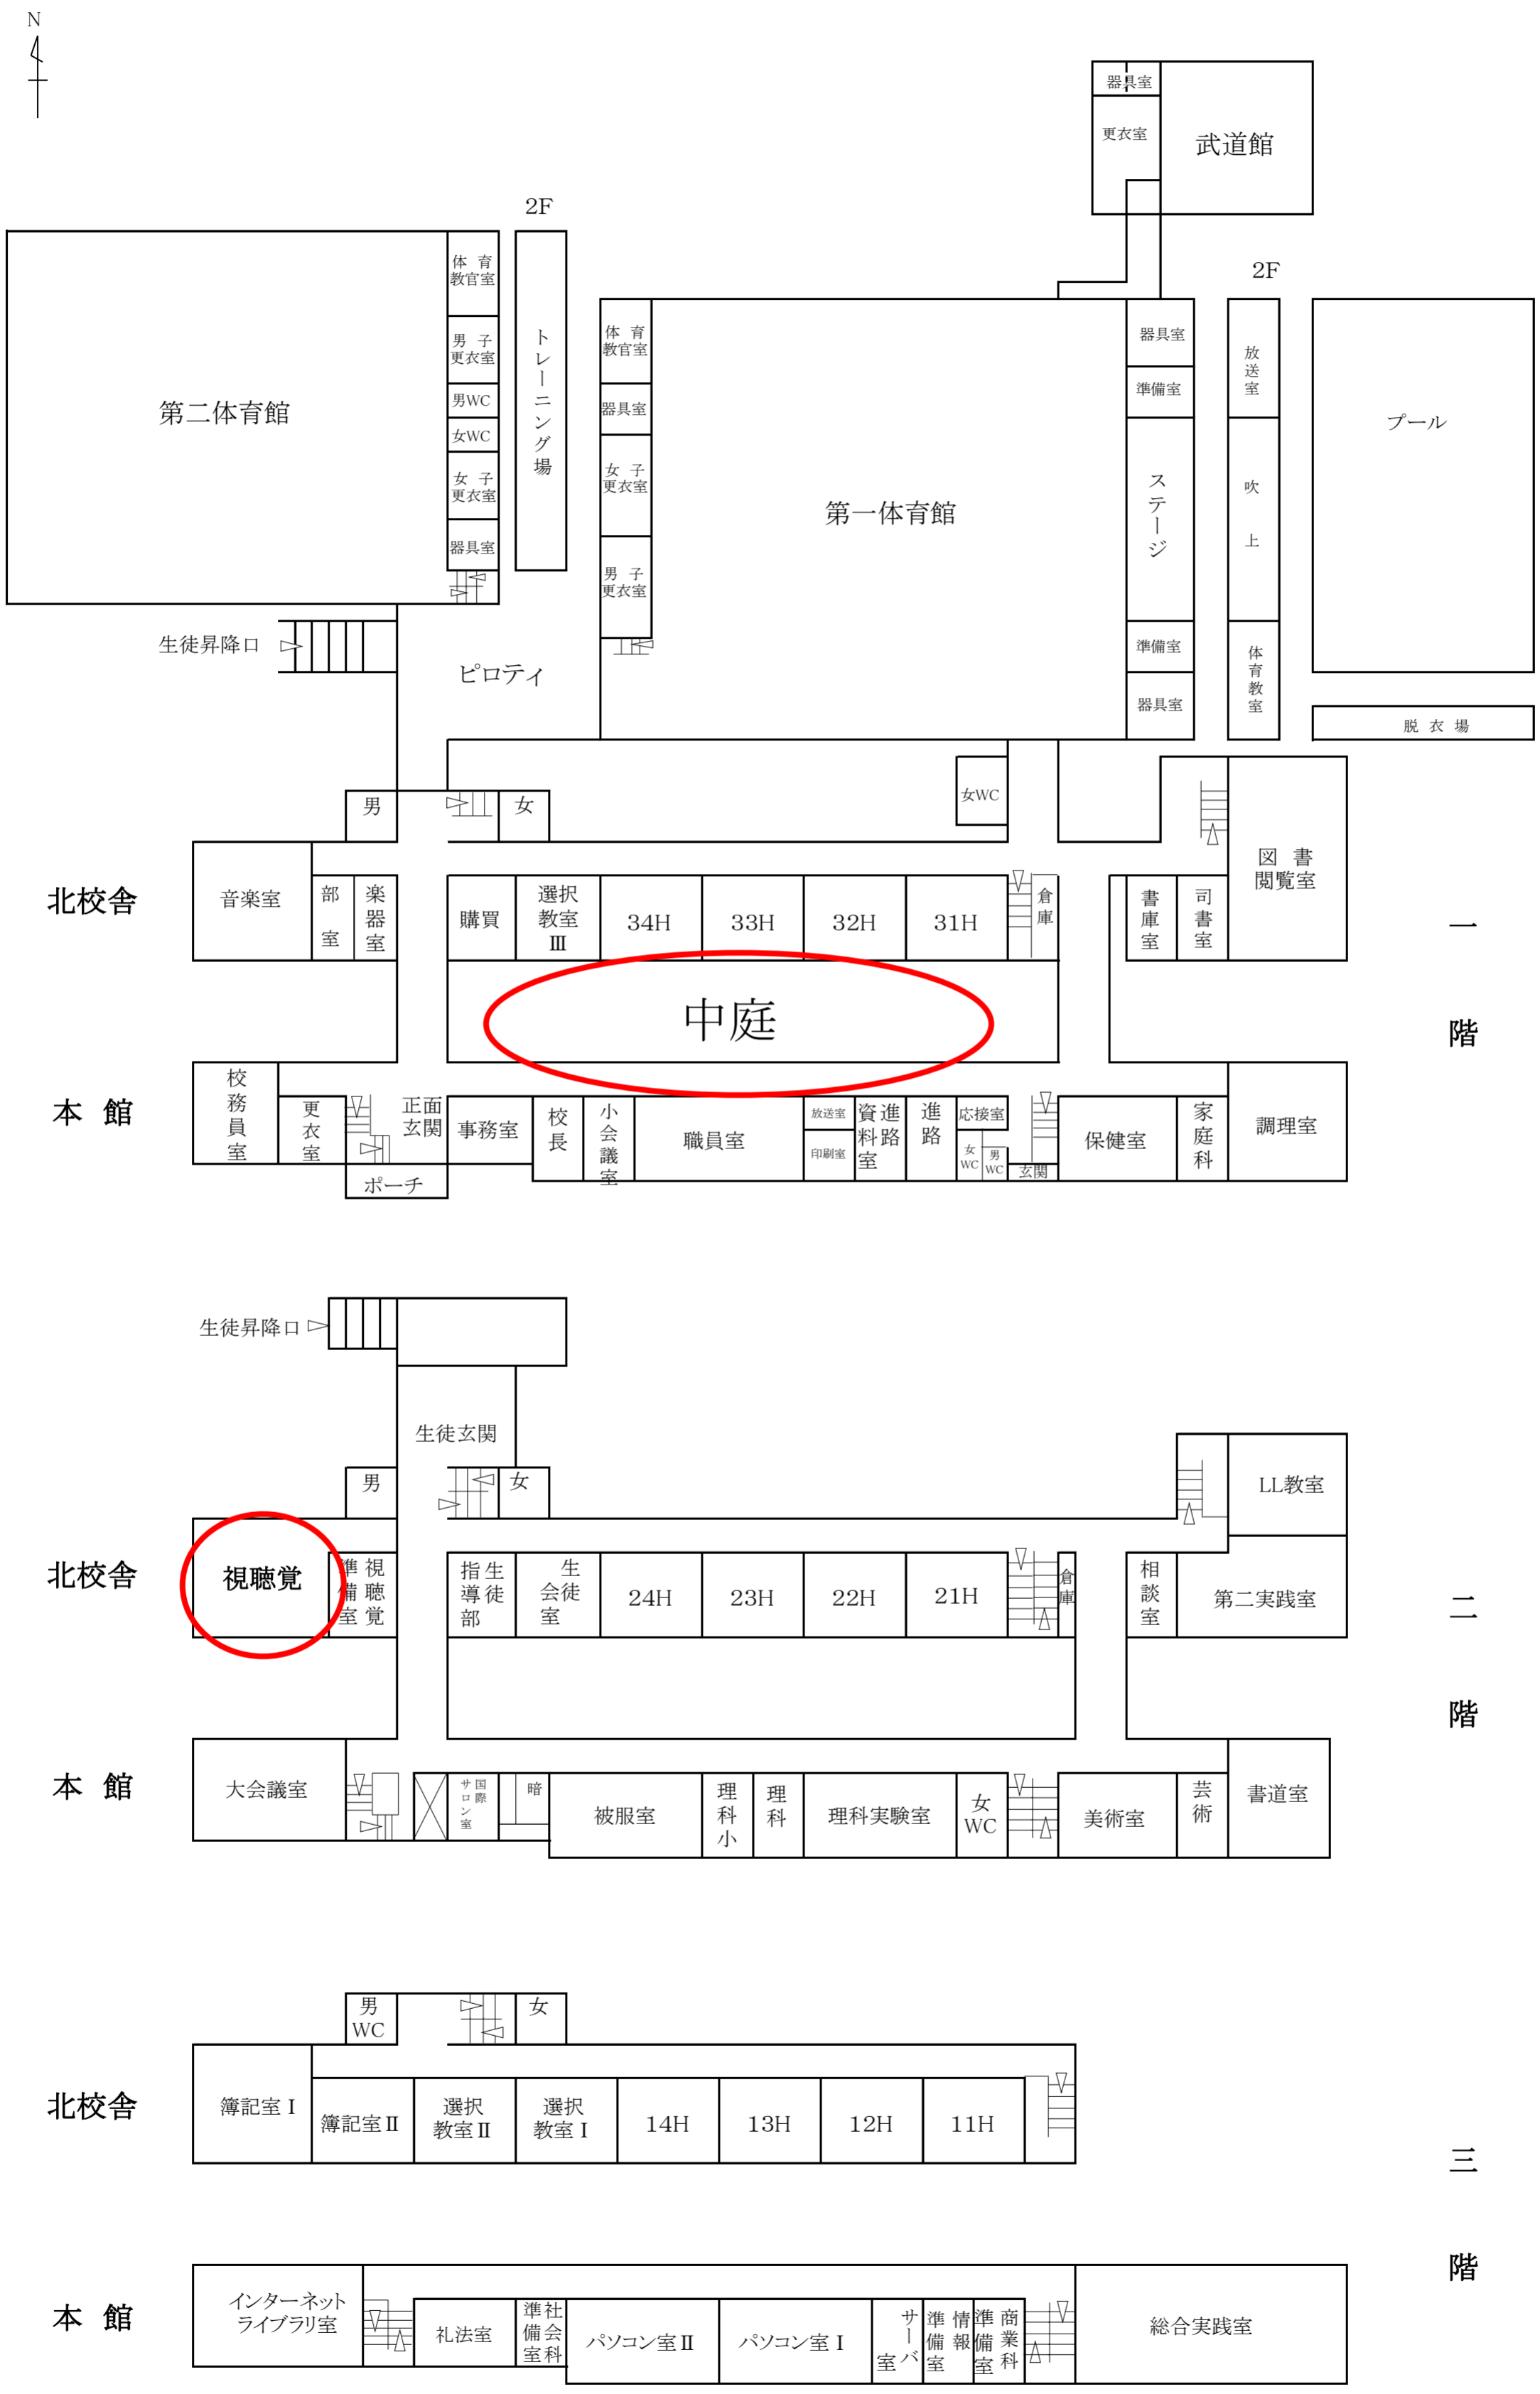 N
器具室
更衣室
武道館
2F
体 育
教官室
男 子
更衣室
男WC
女WC
女 子
更衣室
器具室
トレーニング場
第二体育館
2F
体 育
教官室
器具室
女 子
更衣室
男 子
更衣室
第一体育館
器具室
準備室
ステージ
準備室
器具室
放送室
吹上
体育教室
プール
脱 衣 場
生徒昇降口
ピロティ
男
女
女WC
北校舎
音楽室
部室
楽器室
購買
選択
教室
Ⅲ
34H
33H
32H
31H
倉庫
書庫室
司書室
図 書
閲覧室
一階
中庭
本 館
校務員室
更衣室
正面
玄関
ポーチ
事務室
校長
小会議室
職員室
放送室
印刷室
進路
資料室
進路
応接室
女
WC
男
WC
玄関
保健室
家庭科
調理室
生徒昇降口
生徒玄関
男
女
LL教室
北校舎
視聴覚
視聴覚
準備室
生徒
指導部
生徒
会室
24H
23H
22H
21H
倉庫
相談室
第二実践室
二階
本 館
大会議室
国際
サロン室
暗
被服室
理科小
理科
理科実験室
女
WC
美術室
芸術
書道室
男
WC
女
北校舎
簿記室Ⅰ
簿記室Ⅱ
選択
教室Ⅱ
選択
教室Ⅰ
14H
13H
12H
11H
三階
本 館
インターネット
ライブラリ室
礼法室
社会科
準備室
パソコン室Ⅱ
パソコン室Ⅰ
サーバ
室
情報
準備室
商業科
準備室
総合実践室